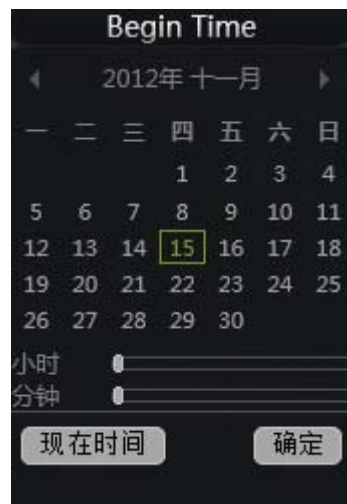 Begin Time
2012年 十一月
一 二 三 四 五 六 日
1 2 3 4
5 6 7 8 9 10 11
12 13 14 15 16 17 18
19 20 21 22 23 24 25
26 27 28 29 30
小时
分钟
现在时间 确定